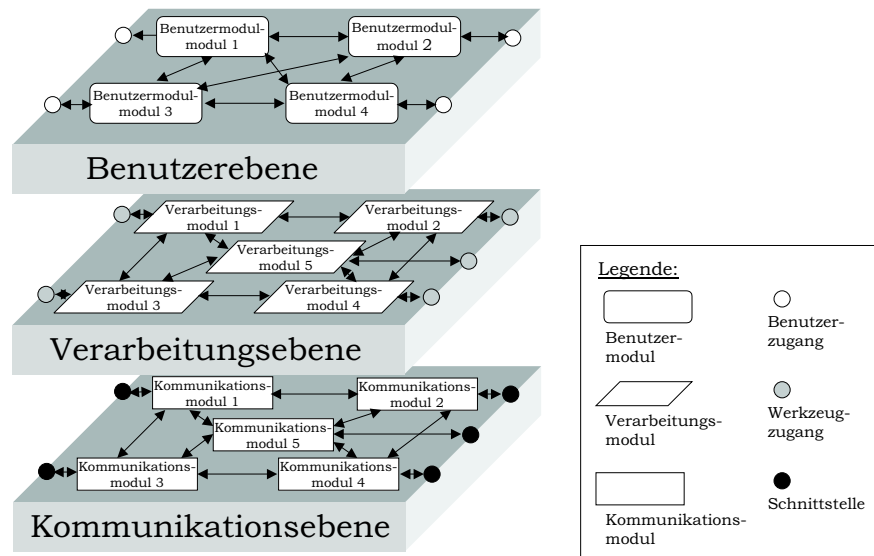 Benutzermodul-
modul 1
Benutzermodul-
modul 2
Benutzermodul-
modul 3
Benutzermodul-
modul 4
Benutzerebene
Verarbeitungs-
modul 1
Verarbeitungs-
modul 2
Verarbeitungs-
modul 5
Verarbeitungs-
modul 3
Verarbeitungs-
modul 4
Verarbeitungsebene
Kommunikations-
modul 1
Kommunikations-
modul 2
Kommunikations-
modul 5
Kommunikations-
modul 3
Kommunikations-
modul 4
Kommunikationsebene
Legende:
Benutzer-
modul
Benutzer-
zugang
Verarbeitungs-
modul
Werkzeug-
zugang
Kommunikations-
modul
Schnittstelle